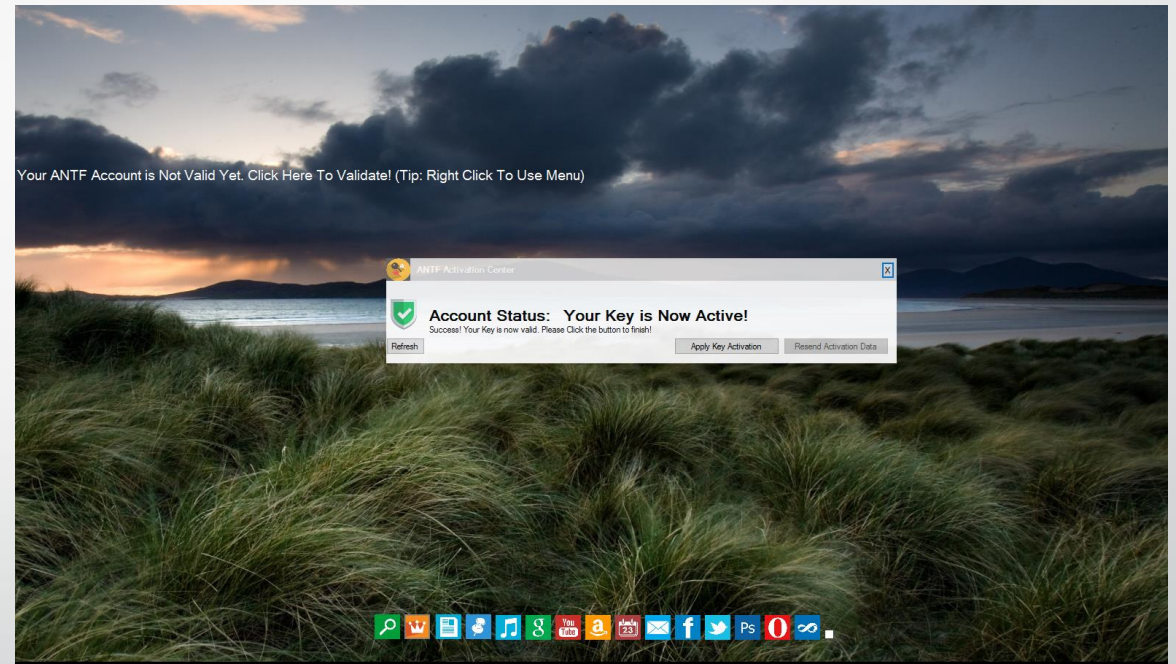 Your ANTF Account is Not Valid Yet. Click Here To Validate! (Tip: Right Click To Use Menu)
ANTF Activation Center
X
Account Status: Your Key is Now Active!
Success! Your Key is now valid. Please Click the button to finish!
Refresh
Apply Key Activation
Resend Activation Data
g
You
Tube
a
23
f
Ps
O